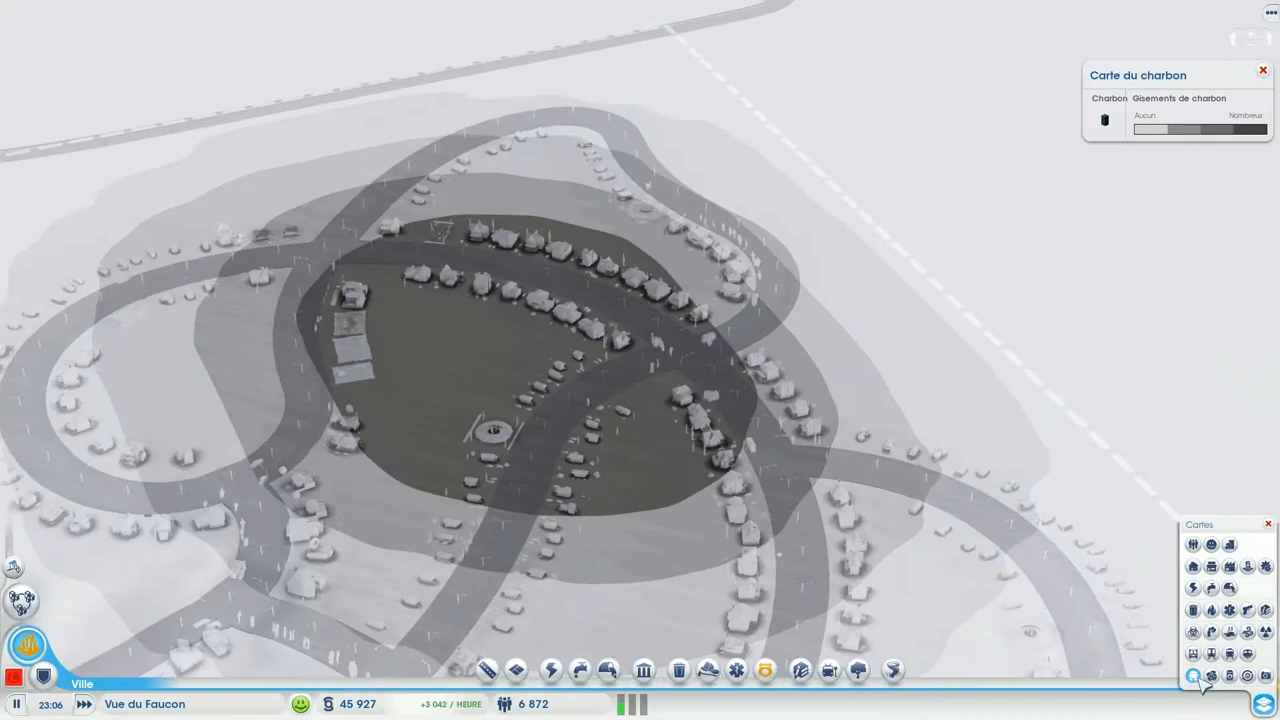 Carte du charbon
Charbon
Gisements de charbon
Aucun
Nombreux
Cartes
Ville
23:06
Vue du Faucon
45 927
+3 042 / HEURE
6 872